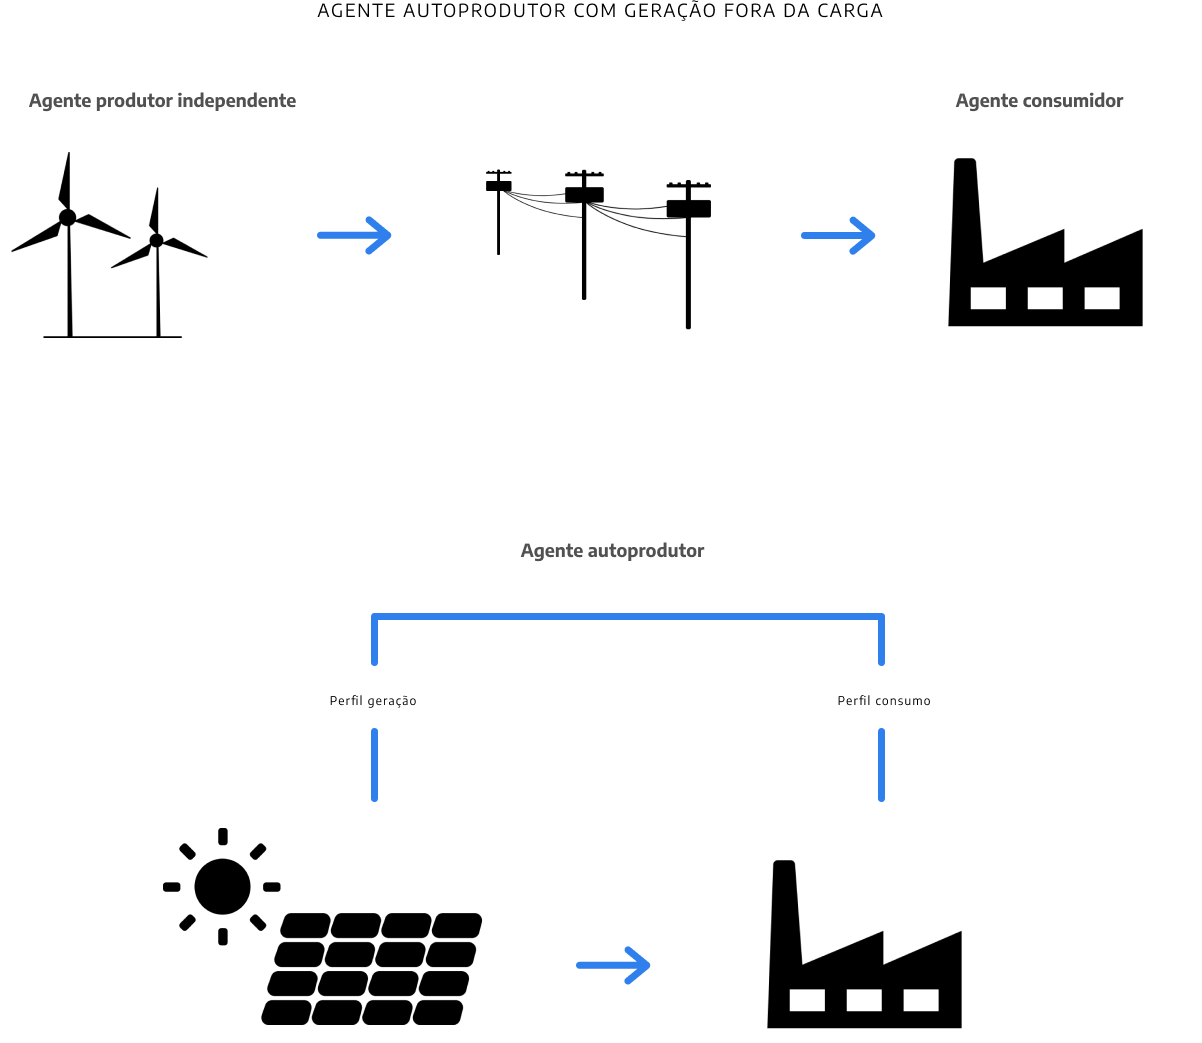 AGENTE AUTOPRODUTOR COM GERAÇÃO FORA DA CARGA
Agente produtor independente
Agente consumidor
Agente autoprodutor
Perfil geração
Perfil consumo